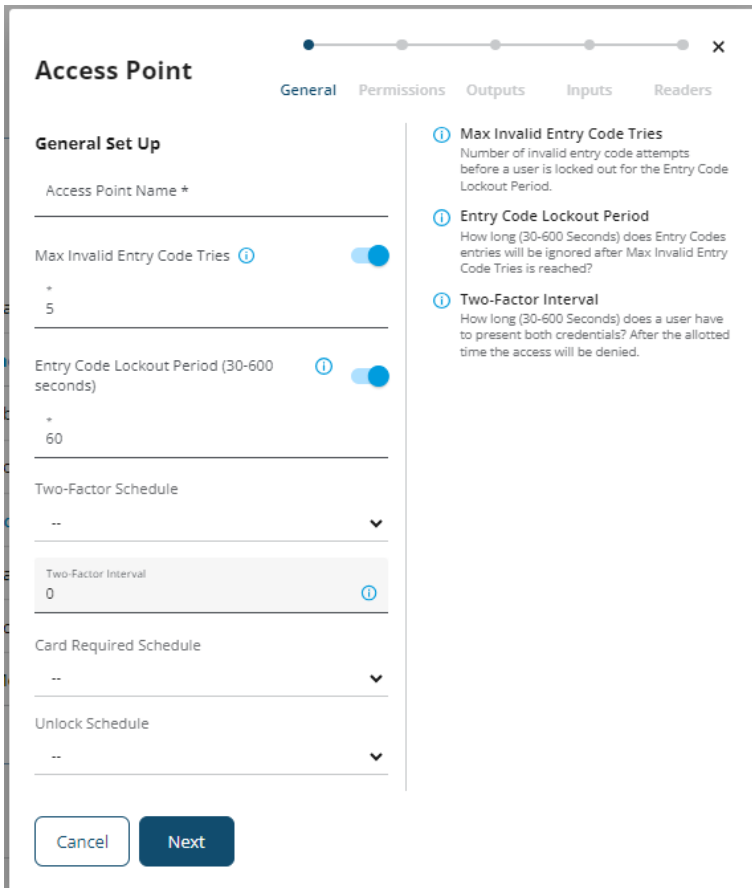 Access Point
General
Permissions
Outputs
Inputs
Readers
General Set Up
Access Point Name *
Max Invalid Entry Code Tries
*
5
Entry Code Lockout Period (30-600
seconds)
*
60
Two-Factor Schedule
--
Two-Factor Interval
0
Card Required Schedule
--
Unlock Schedule
--
Max Invalid Entry Code Tries
Number of invalid entry code attempts
before a user is locked out for the Entry Code
Lockout Period.
Entry Code Lockout Period
How long (30-600 Seconds) does Entry Codes
entries will be ignored after Max Invalid Entry
Code Tries is reached?
Two-Factor Interval
How long (30-600 Seconds) does a user have
to present both credentials? After the allotted
time the access will be denied.
Cancel
Next